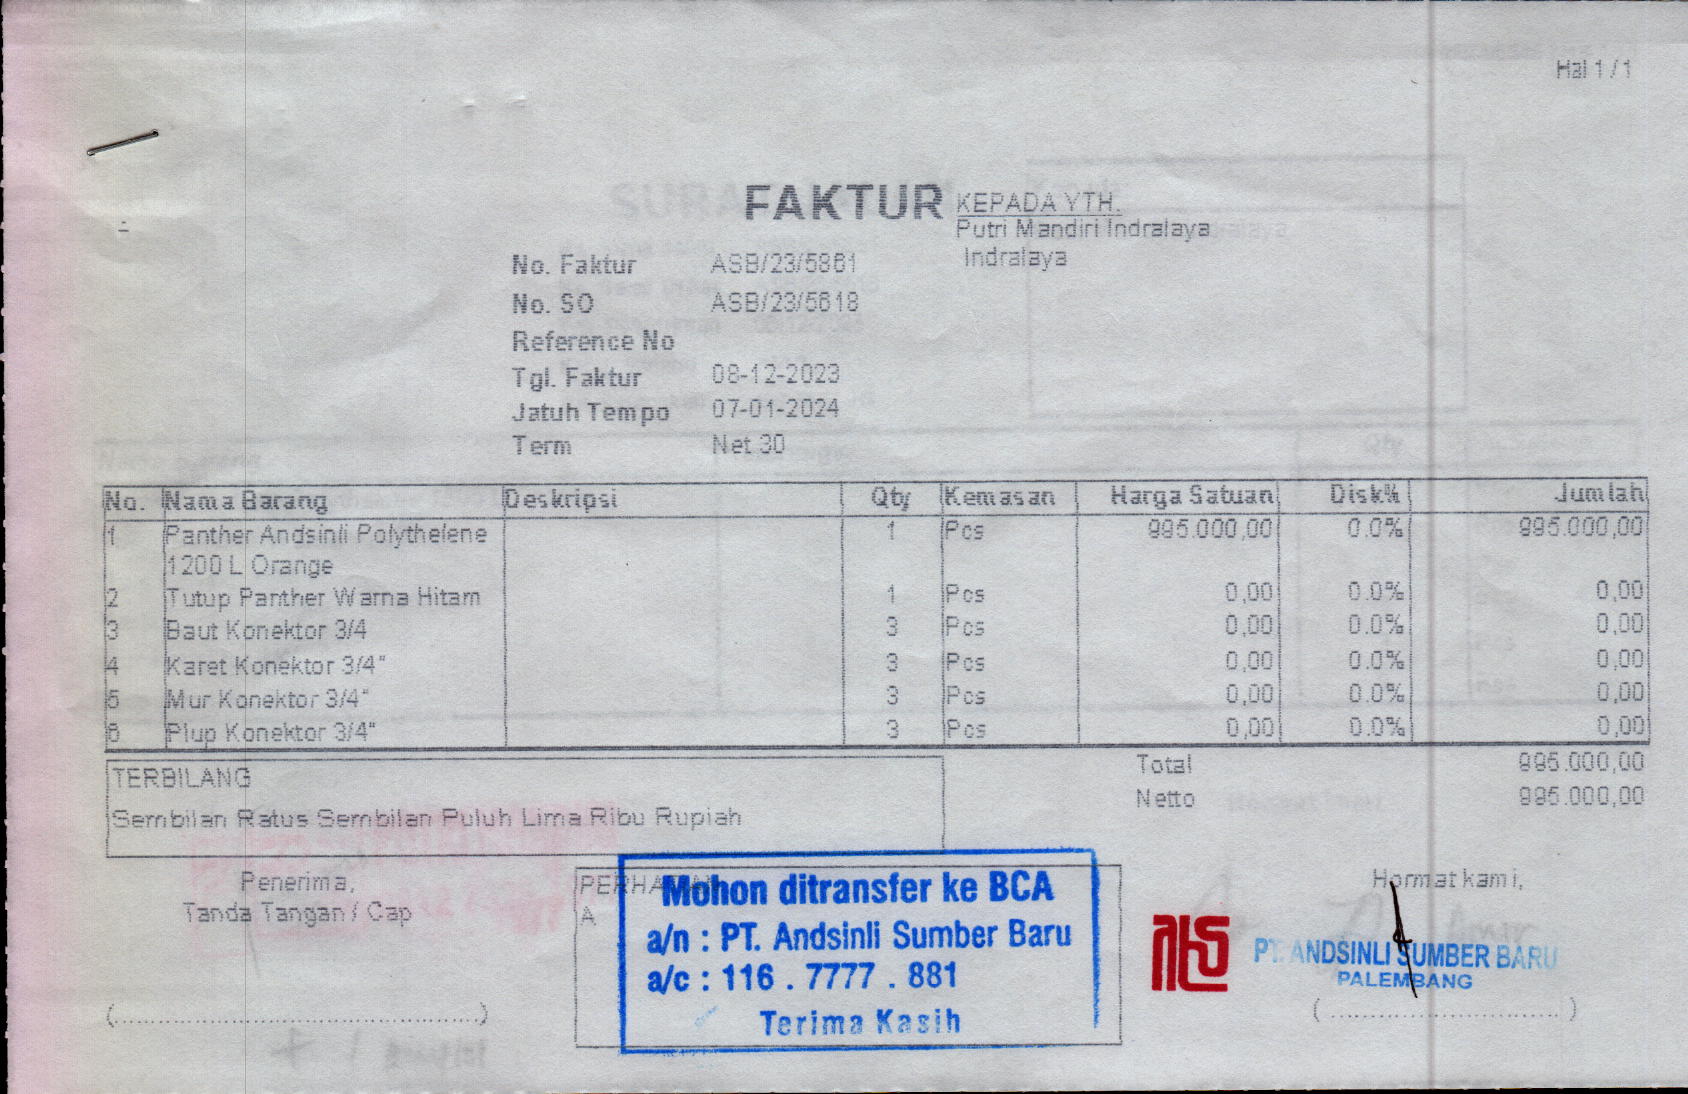 Hal 1 / 1
FAKTUR
KEPADA YTH.
Putri Mandiri Indralaya
Indralaya
No. Faktur ASB/23/5861
No. SO ASB/23/5618
Reference No
Tgl. Faktur 08-12-2023
Jatuh Tempo 07-01-2024
Term Net 30
No. Nama Barang Deskripsi Qty Kemasan Harga Satuan Disk% Jumlah
1 Panther Andsinli Polythelene 1 Pcs 995.000,00 0.0% 995.000,00
1200 L Orange
2 Tutup Panther Warna Hitam 1 Pcs 0,00 0.0% 0,00
3 Baut Konektor 3/4 3 Pcs 0,00 0.0% 0,00
4 Karet Konektor 3/4" 3 Pcs 0,00 0.0% 0,00
5 Mur Konektor 3/4" 3 Pcs 0,00 0.0% 0,00
6 Plup Konektor 3/4" 3 Pcs 0,00 0.0% 0,00
Total 995.000,00
Netto 995.000,00
TERBILANG
Sembilan Ratus Sembilan Puluh Lima Ribu Rupiah
Penerima,
Tanda Tangan / Cap
(............................................)
A
Mohon ditransfer ke BCA
a/n : PT. Andsinli Sumber Baru
a/c : 116 . 7777 . 881
Terima Kasih
Hormat kami,
PT. ANDSINLI SUMBER BARU
PALEMBANG
(............................)